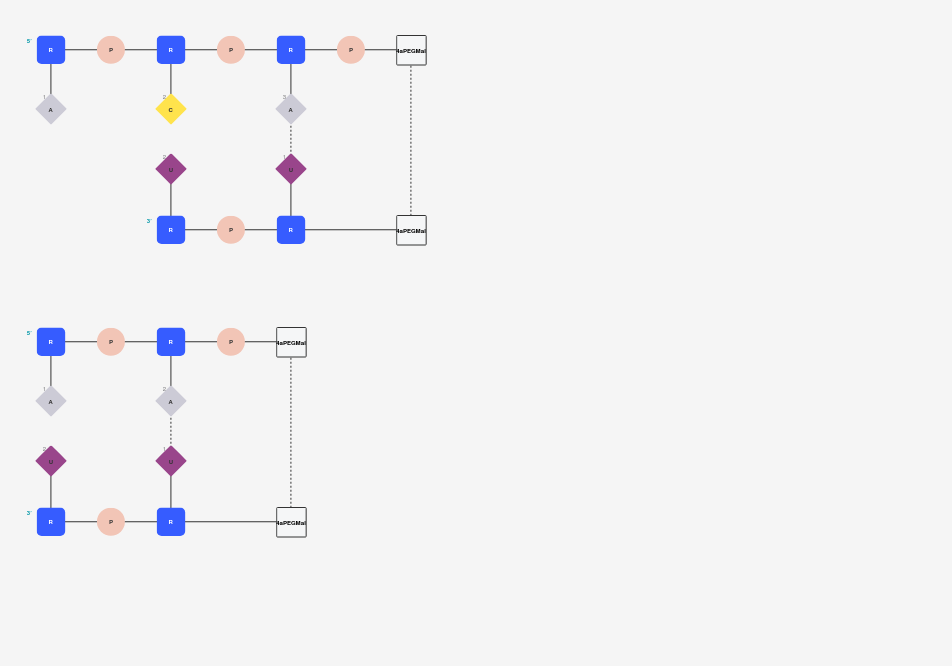 5' R P R P R P 4aPEGMal
1 A 2 C 3 A
2 U 1 U
3' R P R 4aPEGMal
5' R P R P 4aPEGMal
1 A 2 A
2 U 1 U
3' R P R 4aPEGMal